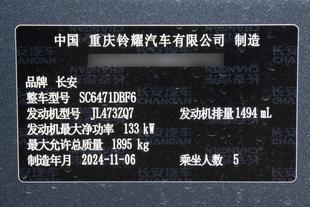 中国 重庆铃耀汽车有限公司 制造
品牌 长安
整车型号 SC6471DBF6
发动机型号 JL473ZQ7 发动机排量 1494 mL
发动机最大净功率 133 kW
最大允许总质量 1895 kg
制造年月 2024-11-06 乘坐人数 5